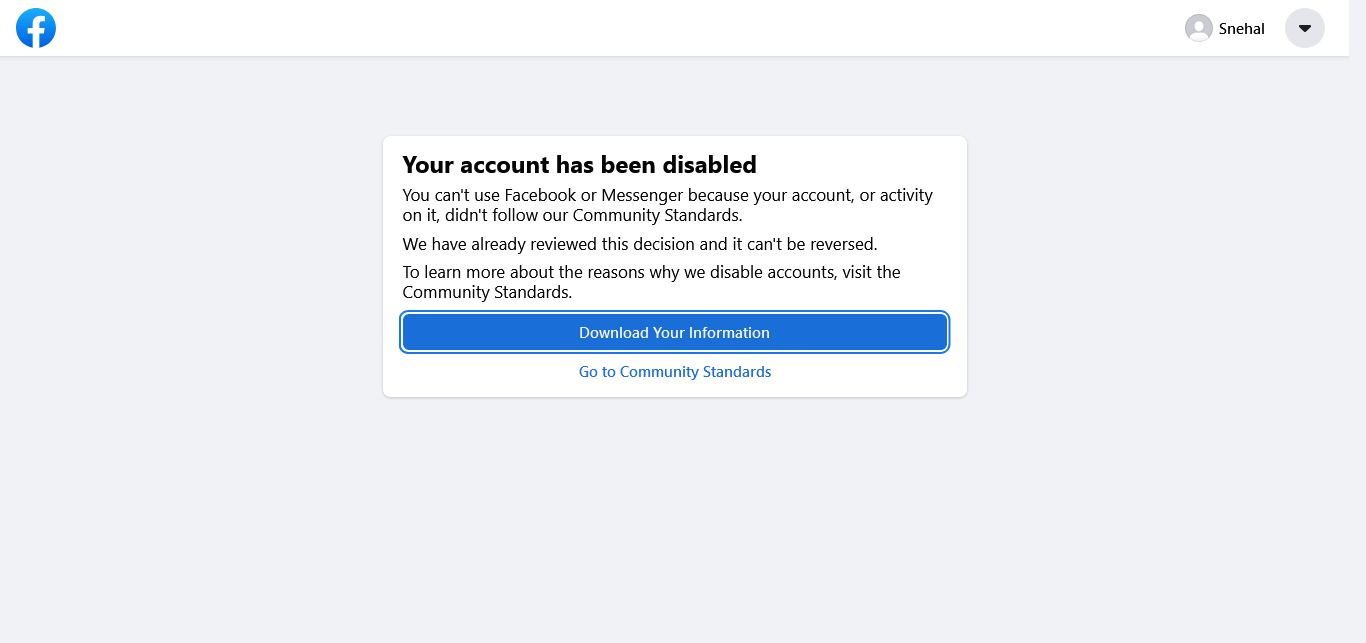 Snehal
Your account has been disabled
You can't use Facebook or Messenger because your account, or activity
on it, didn't follow our Community Standards.
We have already reviewed this decision and it can't be reversed.
To learn more about the reasons why we disable accounts, visit the
Community Standards.
Download Your Information
Go to Community Standards